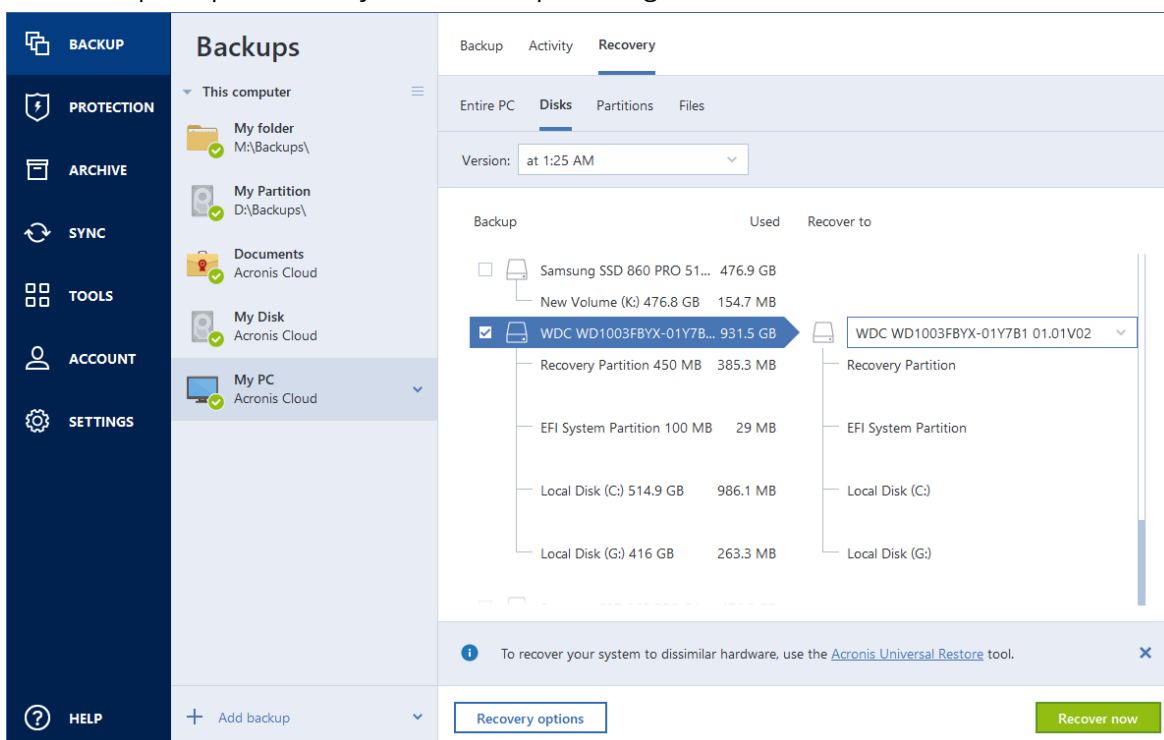 BACKUP
PROTECTION
ARCHIVE
SYNC
TOOLS
ACCOUNT
SETTINGS
HELP
Backups
This computer
My folder
M:\Backups\
My Partition
D:\Backups\
Documents
Acronis Cloud
My Disk
Acronis Cloud
My PC
Acronis Cloud
Add backup
Backup Activity Recovery
Entire PC Disks Partitions Files
Version: at 1:25 AM
Backup Used Recover to
Samsung SSD 860 PRO 51... 476.9 GB
New Volume (K:) 476.8 GB 154.7 MB
WDC WD1003FBYX-01Y7B... 931.5 GB WDC WD1003FBYX-01Y7B1 01.01V02
Recovery Partition 450 MB 385.3 MB Recovery Partition
EFI System Partition 100 MB 29 MB EFI System Partition
Local Disk (C:) 514.9 GB 986.1 MB Local Disk (C:)
Local Disk (G:) 416 GB 263.3 MB Local Disk (G:)
To recover your system to dissimilar hardware, use the Acronis Universal Restore tool.
Recovery options Recover now